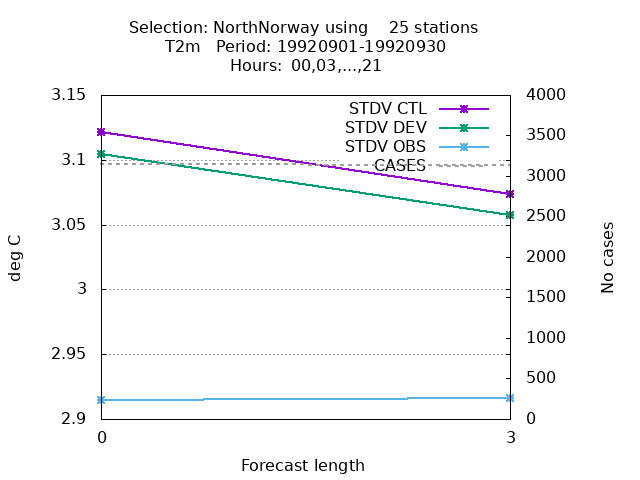 Selection: NorthNorway using    25 stations
T2m   Period: 19920901-19920930
Hours:  00,03,...,21
3.15
4000
STDV CTL
STDV DEV
3500
STDV OBS
3.1
CASES
3000
3.05
2500
deg C
No cases
2000
3
1500
1000
2.95
500
2.9
0
0
3
Forecast length